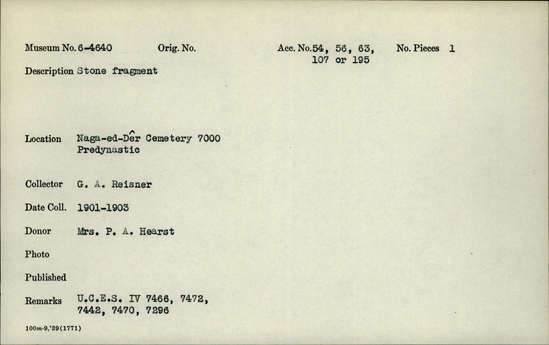 Museum No. 6-4640 Orig. No. Acc. No. 54, 56, 63, No. Pieces 1
107 or 195
Description Stone fragment
Location Naga-ed-Dêr Cemetery 7000
Predynastic
Collector G. A. Reisner
Date Coll. 1901-1903
Donor Mrs. P. A. Hearst
Photo
Published
Remarks U.C.E.S. IV 7466, 7472,
7442, 7470, 7296
100m-9,'39(1771)